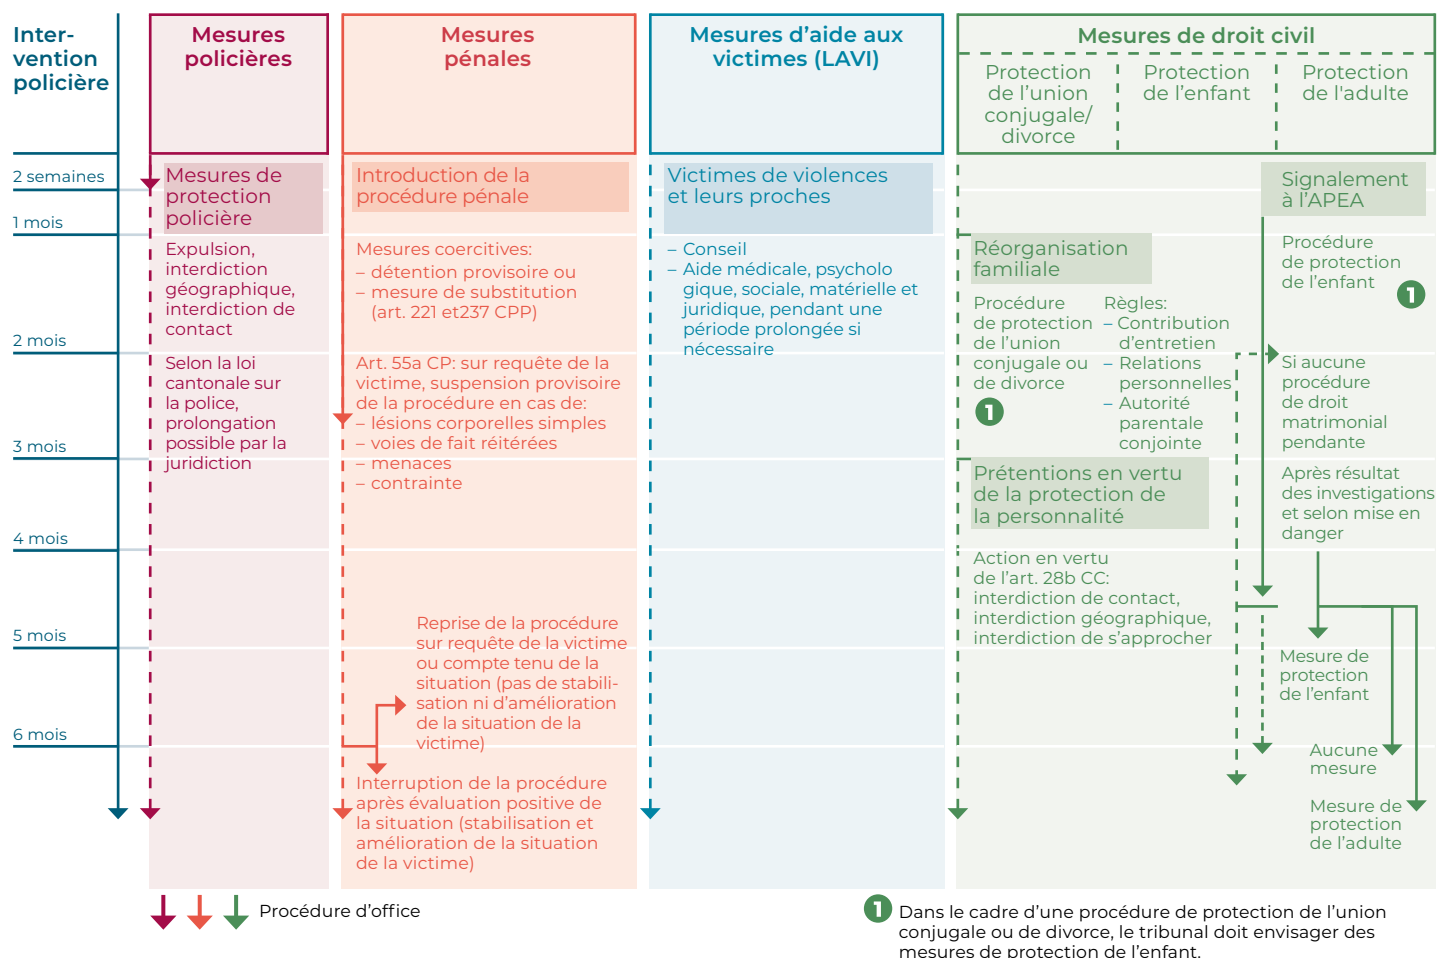 Inter-
vention
policière
Mesures
policières
Mesures
pénales
Mesures d’aide aux
victimes (LAVI)
Mesures de droit civil
Protection
de l’union
conjugale/
divorce
Protection
de l’enfant
Protection
de l'adulte
2 semaines
1 mois
2 mois
3 mois
4 mois
5 mois
6 mois
Mesures de
protection
policière
Expulsion,
interdiction
géographique,
interdiction de
contact
Selon la loi
cantonale sur
la police,
prolongation
possible par la
juridiction
Introduction de la
procédure pénale
Mesures coercitives:
– détention provisoire ou
– mesure de substitution
(art. 221 et237 CPP)
Art. 55a CP: sur requête de la
victime, suspension provisoire
de la procédure en cas de:
– lésions corporelles simples
– voies de fait réitérées
– menaces
– contrainte
Reprise de la procédure
sur requête de la victime
ou compte tenu de la
situation (pas de stabili-
sation ni d’amélioration
de la situation de la
victime)
Interruption de la procédure
après évaluation positive de
la situation (stabilisation et
amélioration de la situation
de la victime)
Victimes de violences
et leurs proches
– Conseil
– Aide médicale, psycholo
gique, sociale, matérielle et
juridique, pendant une
période prolongée si
nécessaire
Réorganisation
familiale
Procédure
de protection
de l’union
conjugale ou
de divorce
1
Règles:
– Contribution
d’entretien
– Relations
personnelles
– Autorité
parentale
conjointe
Prétentions en vertu
de la protection de
la personnalité
Action en vertu
de l’art. 28b CC:
interdiction de contact,
interdiction géographique,
interdiction de s’approcher
Signalement
à l’APEA
Procédure
de protection
de l’enfant
1
Si aucune
procédure
de droit
matrimonial
pendante
Après résultat
des investigations
et selon mise en
danger
Mesure de
protection
de l’enfant
Aucune
mesure
Mesure de
protection
de l’adulte
Procédure d’office
1 Dans le cadre d’une procédure de protection de l’union
conjugale ou de divorce, le tribunal doit envisager des
mesures de protection de l’enfant.